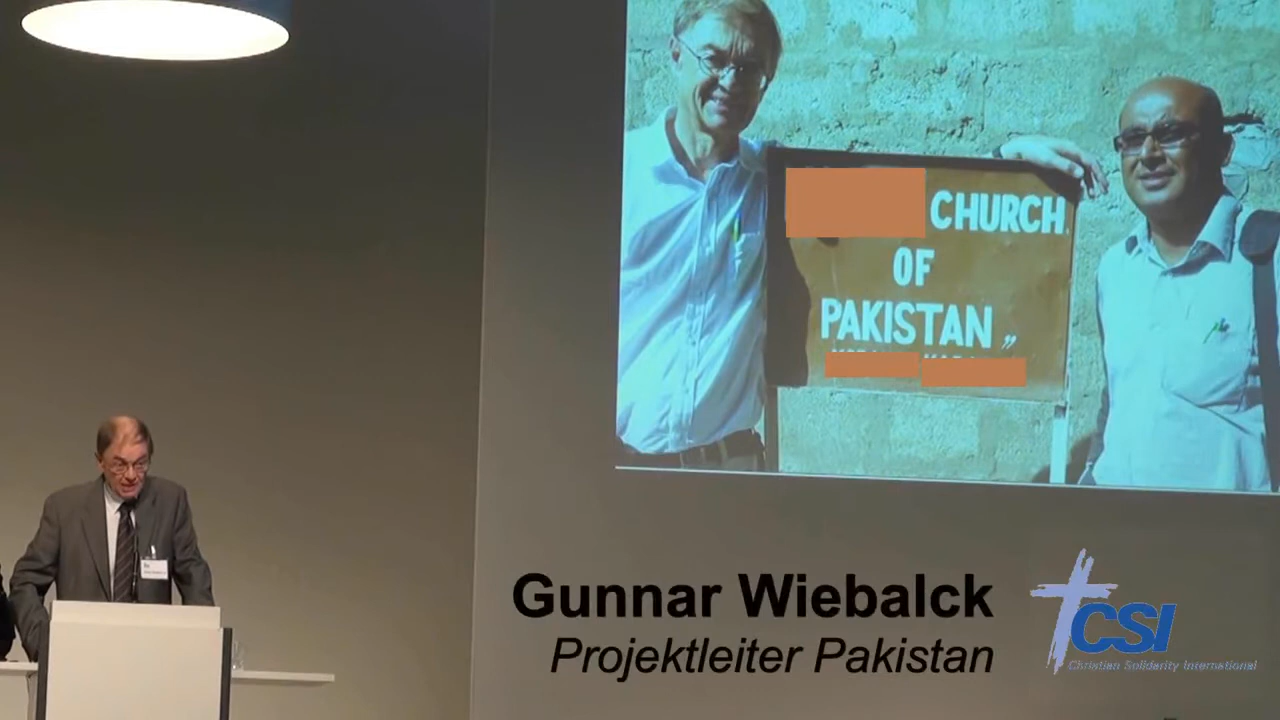 CHURCH
OF
PAKISTAN „
Gunnar Wiebalck
Projektleiter Pakistan
CSI
Christian Solidarity International